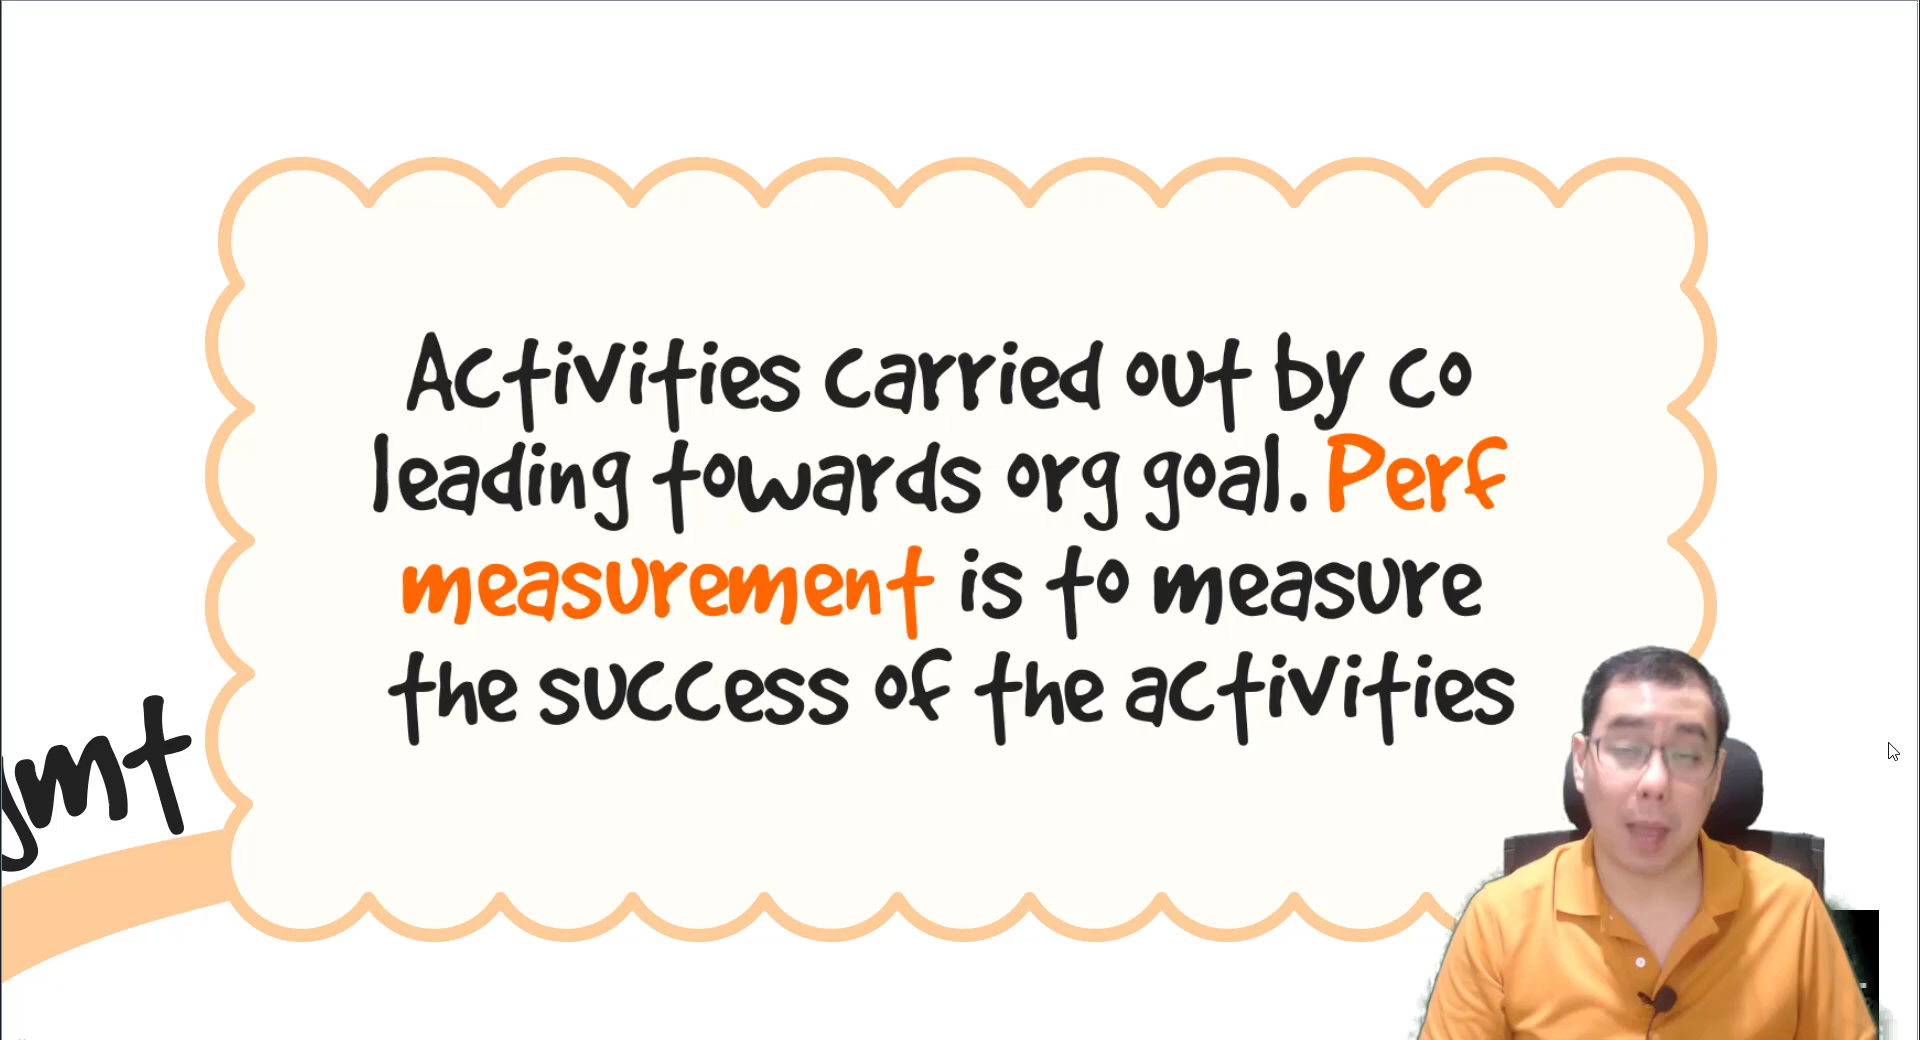 Activities carried out by co
leading towards org goal. Perf
measurement is to measure
the success of the activities